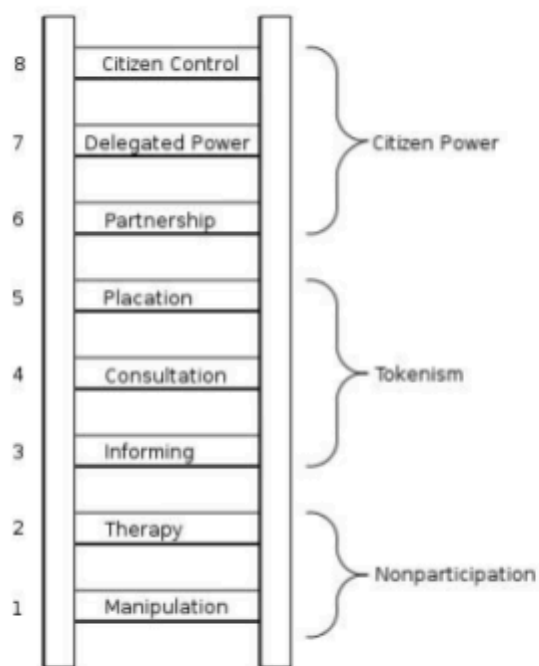 8 Citizen Control
7 Delegated Power
Citizen Power
6 Partnership
5 Placation
4 Consultation
Tokenism
3 Informing
2 Therapy
Nonparticipation
1 Manipulation